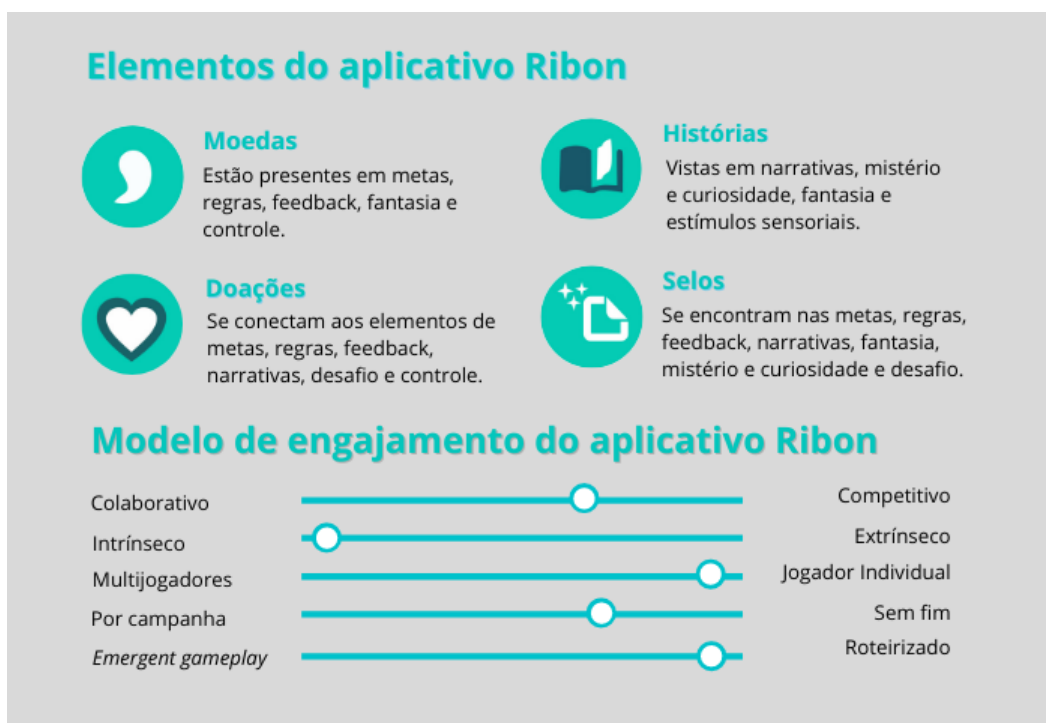 Elementos do aplicativo Ribon
Moedas
Estão presentes em metas,
regras, feedback, fantasia e
controle.
Histórias
Vistas em narrativas, mistério
e curiosidade, fantasia e
estímulos sensoriais.
Doações
Se conectam aos elementos de
metas, regras, feedback,
narrativas, desafio e controle.
Selos
Se encontram nas metas, regras,
feedback, narrativas, fantasia,
mistério e curiosidade e desafio.
Modelo de engajamento do aplicativo Ribon
Colaborativo
Competitivo
Intrínseco
Extrínseco
Multijogadores
Jogador Individual
Por campanha
Sem fim
Emergent gameplay
Roteirizado